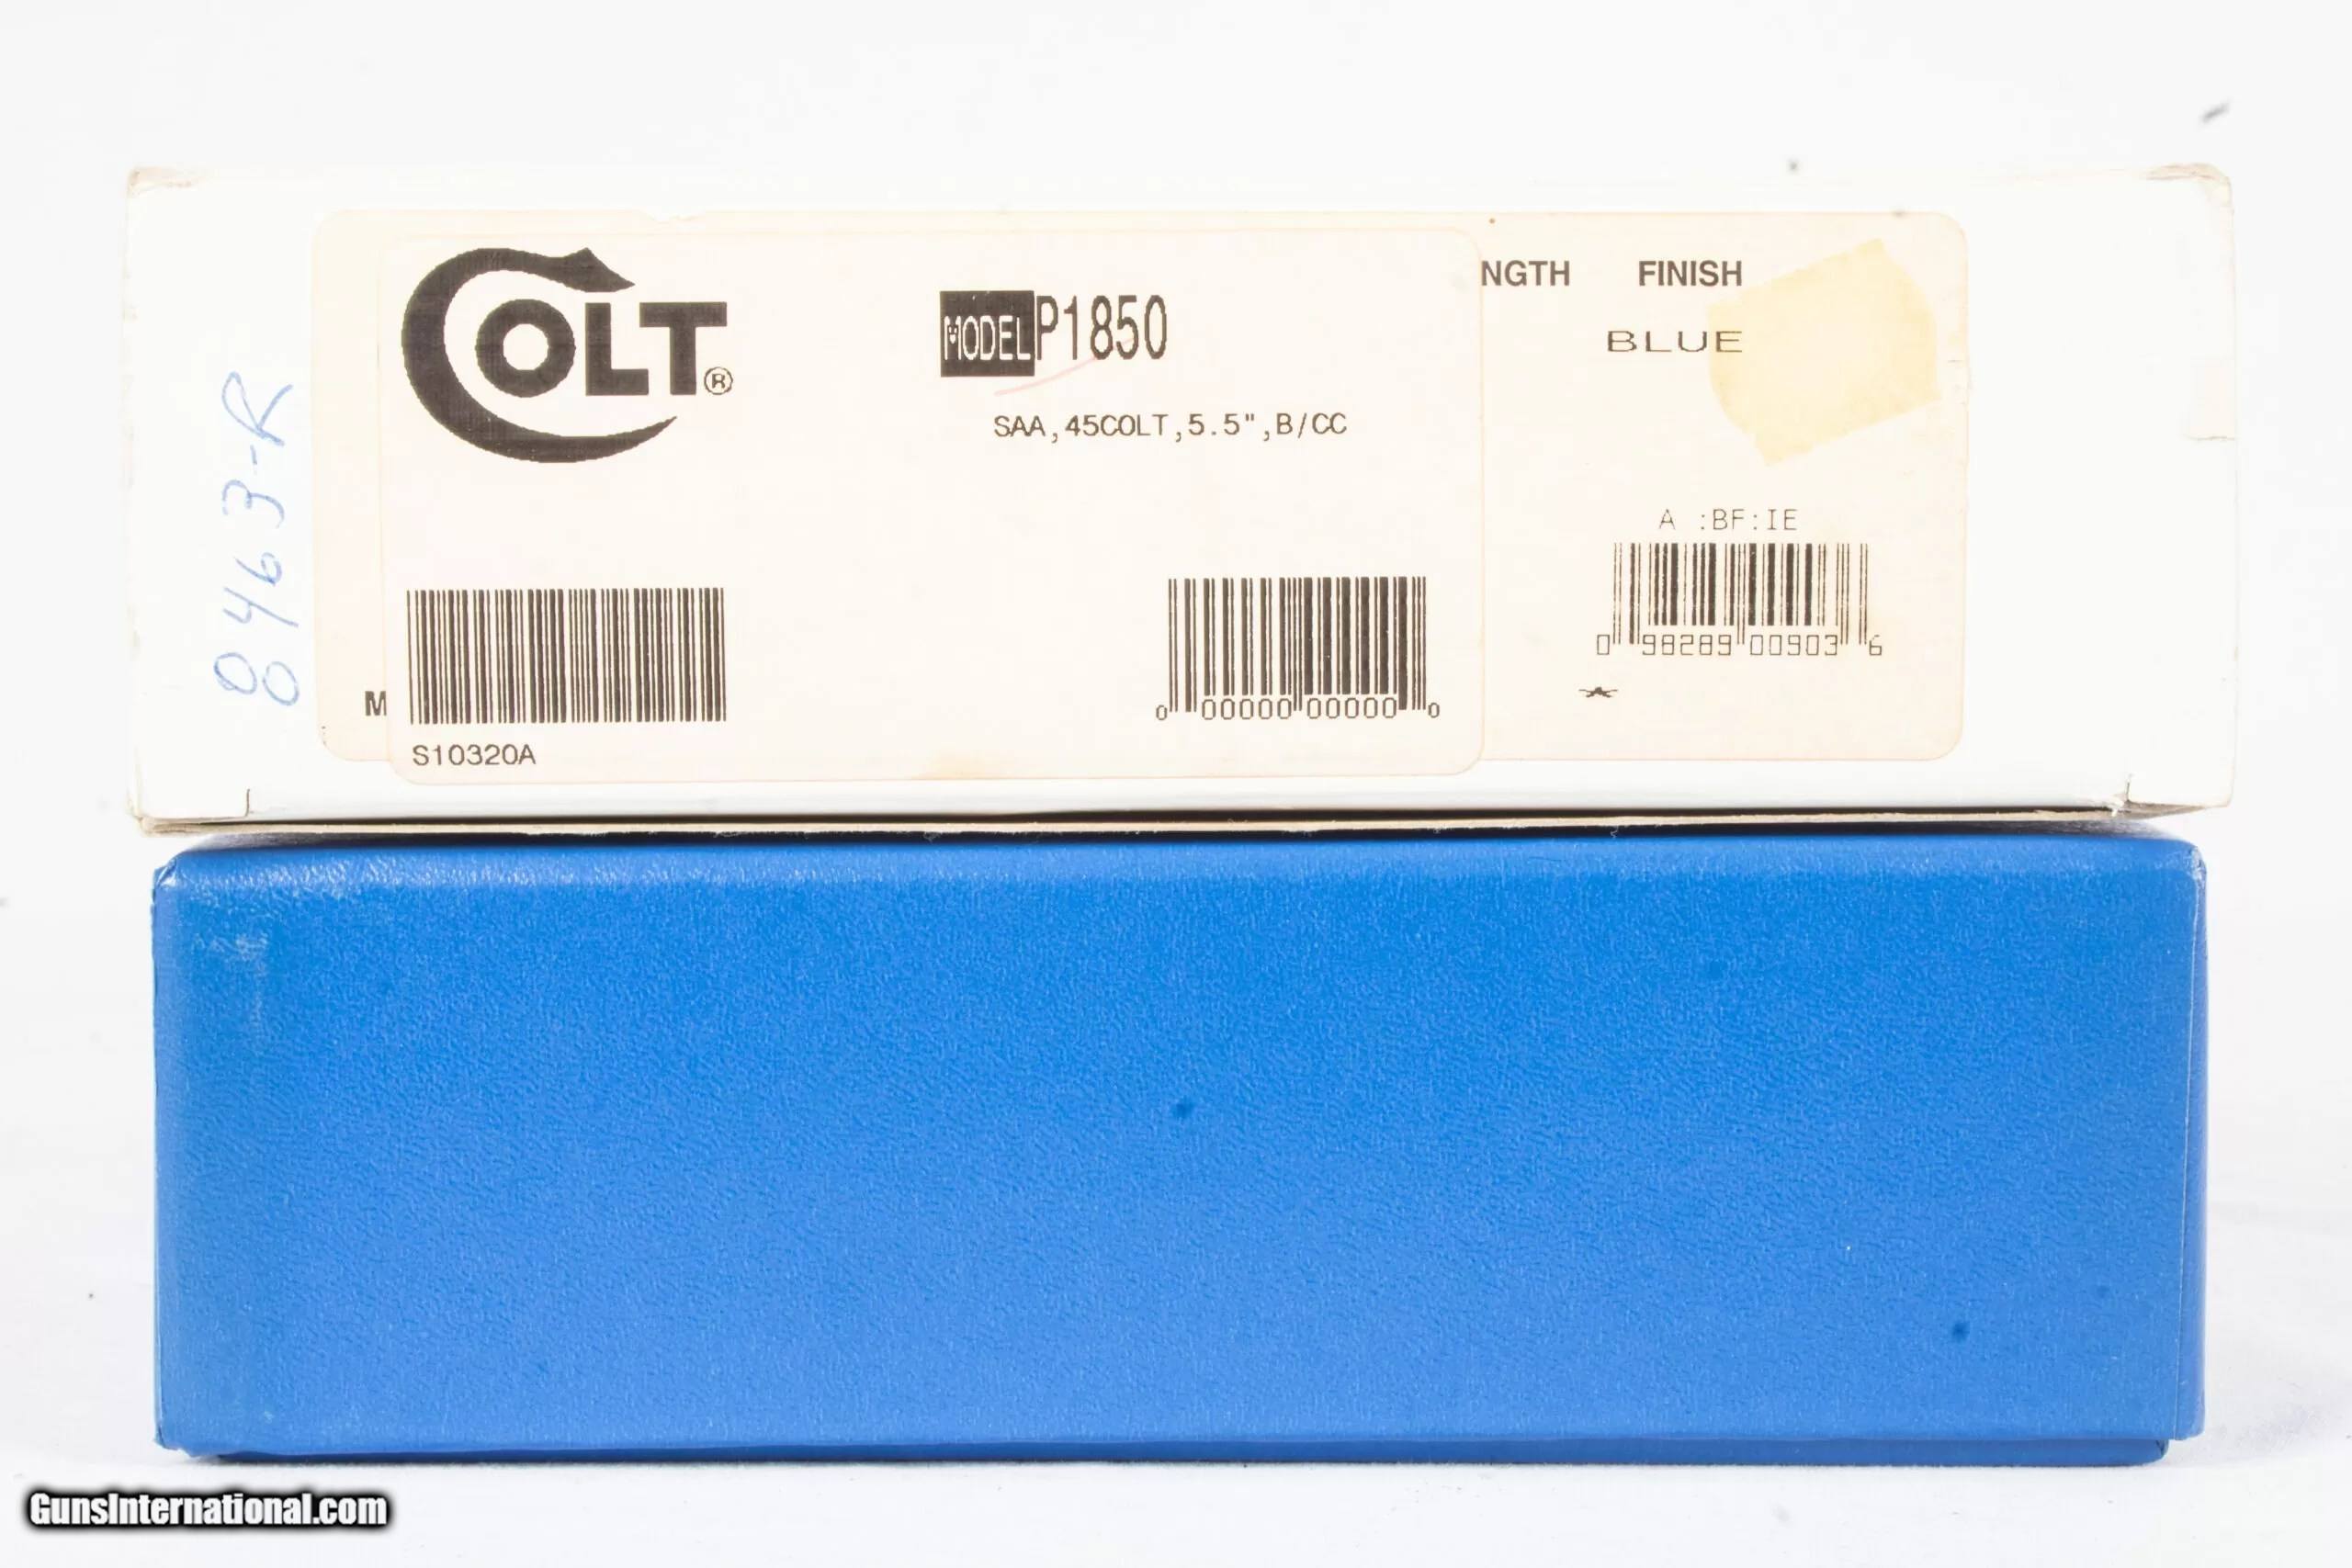 COLT®
MODEL P1850
SAA,45COLT,5.5",B/CC
NGTH FINISH
BLUE
A :BF:IE
0 98289 00903 6
0 00000 00000 0
M
S10320A
8463-R
GunsInternational.com